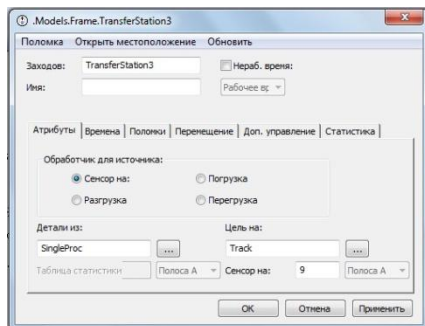 .Models.Frame.TransferStation3
Поломка Открыть местоположение Обновить
Заходов: TransferStation3 Нераб. время:
Имя: Рабочее вр
Атрибуты Времена Поломки Перемещение Доп. управление Статистика
Обработчик для источника:
Сенсор на: Погрузка
Разгрузка Перегрузка
Детали из: Цель на:
SingleProc ... Track ...
Таблица статистики Полоса А Сенсор на: 9 Полоса А
OK Отмена Применить